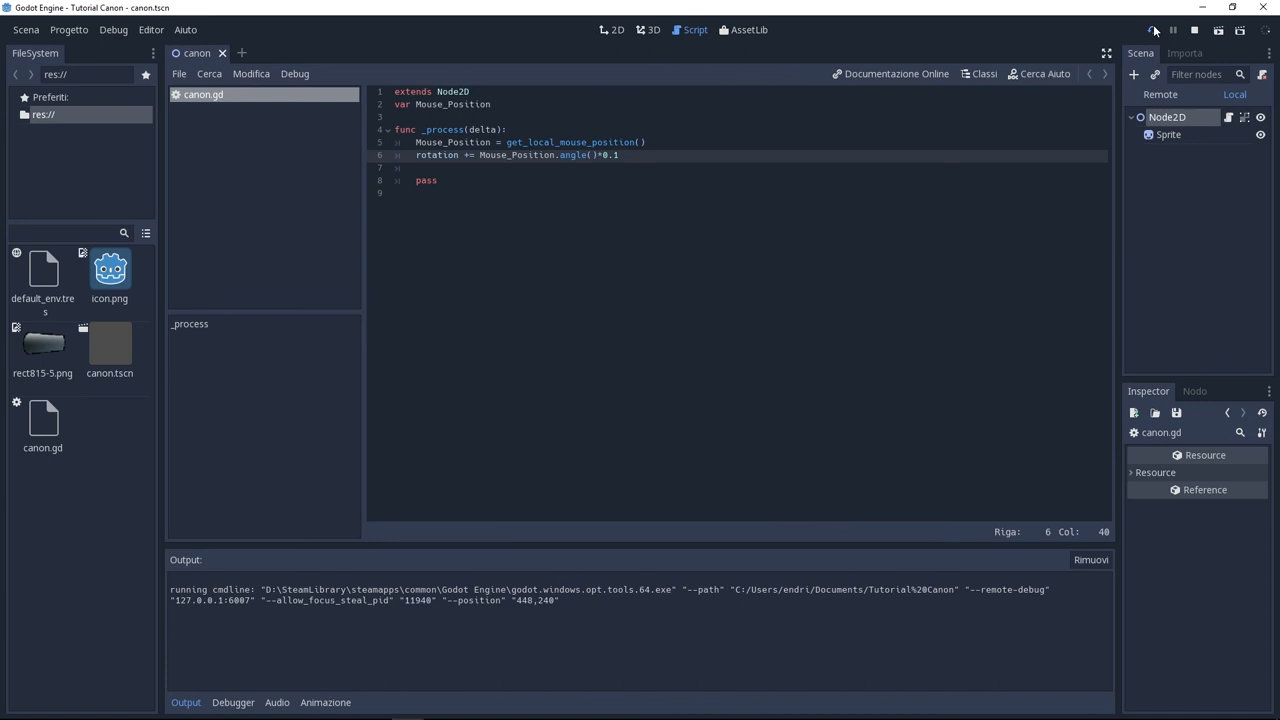 Godot Engine - Tutorial Canon - canon.tscn
Scena Progetto Debug Editor Aiuto
2D 3D Script AssetLib
FileSystem
res://
Preferiti:
res://
default_env.tre
s
icon.png
rect815-5.png
canon.tscn
canon.gd
canon
File Cerca Modifica Debug
Documentazione Online Classi Cerca Aiuto
canon.gd
_process
1 extends Node2D
2 var Mouse_Position
3
4 func _process(delta):
5 Mouse_Position = get_local_mouse_position()
6 rotation += Mouse_Position.angle()*0.1
7
8 pass
9
Riga: 6 Col: 40
Output: Rimuovi
running cmdline: "D:\SteamLibrary\steamapps\common\Godot Engine\godot.windows.opt.tools.64.exe" "--path" "C:/Users/endri/Documents/Tutorial%20Canon" "--remote-debug"
"127.0.0.1:6007" "--allow_focus_steal_pid" "11940" "--position" "448,240"
Output Debugger Audio Animazione
Scena Importa
Filter nodes
Remote Local
Node2D
Sprite
Inspector Nodo
canon.gd
Resource
Resource
Reference